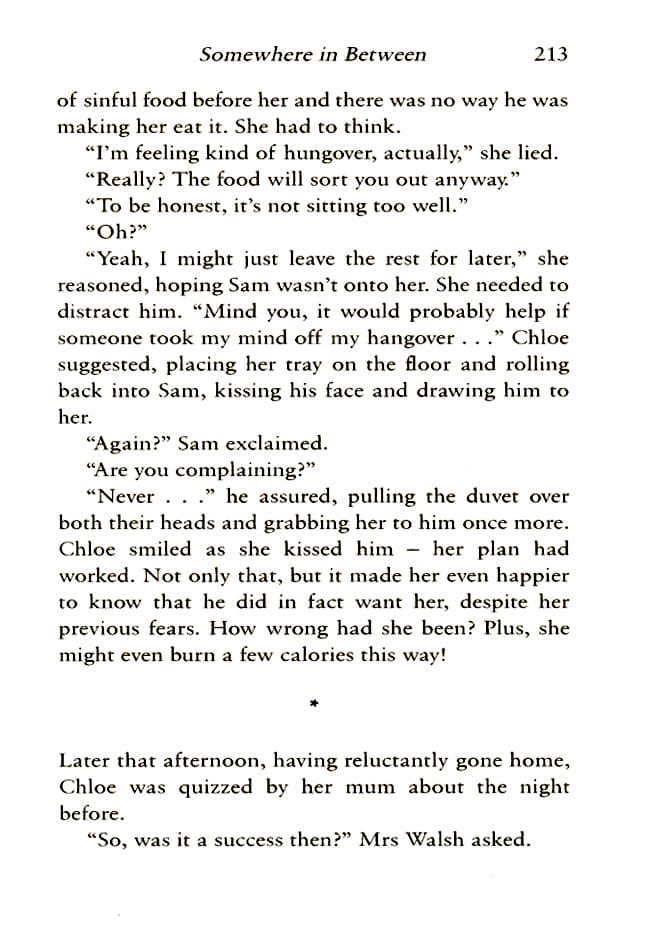 Somewhere in Between 213
of sinful food before her and there was no way he was
making her eat it. She had to think.
“I’m feeling kind of hungover, actually,” she lied.
“Really? The food will sort you out anyway.”
“To be honest, it’s not sitting too well.”
“Oh?”
“Yeah, I might just leave the rest for later,” she
reasoned, hoping Sam wasn’t onto her. She needed to
distract him. “Mind you, it would probably help if
someone took my mind off my hangover . . .” Chloe
suggested, placing her tray on the floor and rolling
back into Sam, kissing his face and drawing him to
her.
“Again?” Sam exclaimed.
“Are you complaining?”
“Never . . .” he assured, pulling the duvet over
both their heads and grabbing her to him once more.
Chloe smiled as she kissed him – her plan had
worked. Not only that, but it made her even happier
to know that he did in fact want her, despite her
previous fears. How wrong had she been? Plus, she
might even burn a few calories this way!
*
Later that afternoon, having reluctantly gone home,
Chloe was quizzed by her mum about the night
before.
“So, was it a success then?” Mrs Walsh asked.